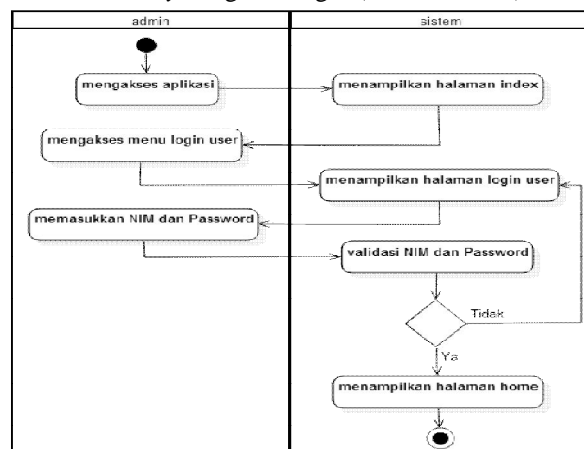 admin
sistem
mengakses aplikasi
menampilkan halaman index
mengakses menu login user
menampilkan halaman login user
memasukkan NIM dan Password
validasi NIM dan Password
Tidak
Ya
menampilkan halaman home